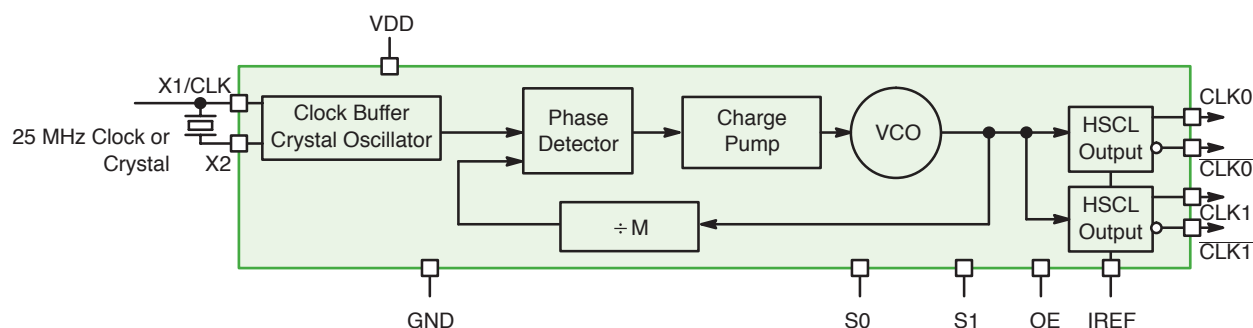 VDD
X1/CLK
25 MHz Clock or
Crystal
X2
Clock Buffer
Crystal Oscillator
Phase
Detector
Charge
Pump
VCO
÷ M
HSCL
Output
HSCL
Output
CLK0
CLK0
CLK1
CLK1
GND
S0
S1
OE
IREF